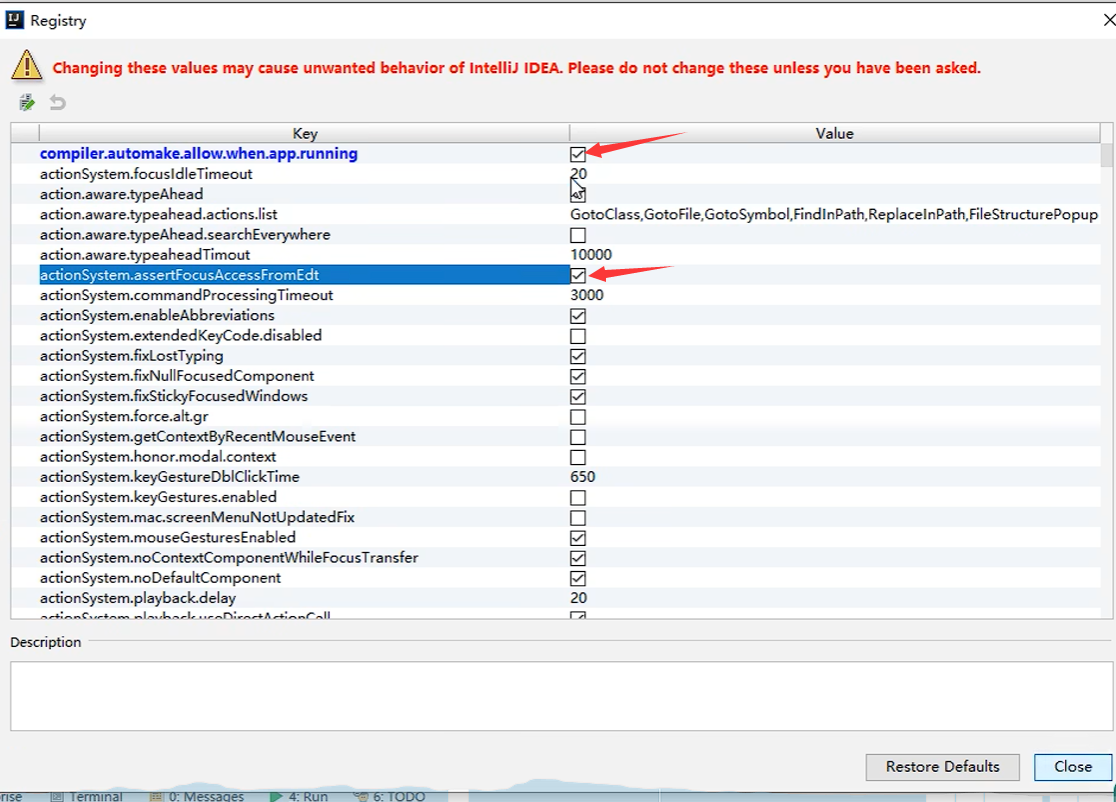 IJ Registry
Changing these values may cause unwanted behavior of IntelliJ IDEA. Please do not change these unless you have been asked.
Key Value
compiler.automake.allow.when.app.running
actionSystem.focusIdleTimeout 20
action.aware.typeAhead
action.aware.typeahead.actions.list GotoClass,GotoFile,GotoSymbol,FindInPath,ReplaceInPath,FileStructurePopup
action.aware.typeAhead.searchEverywhere
action.aware.typeaheadTimout 10000
actionSystem.assertFocusAccessFromEdt
actionSystem.commandProcessingTimeout 3000
actionSystem.enableAbbreviations
actionSystem.extendedKeyCode.disabled
actionSystem.fixLostTyping
actionSystem.fixNullFocusedComponent
actionSystem.fixStickyFocusedWindows
actionSystem.force.alt.gr
actionSystem.getContextByRecentMouseEvent
actionSystem.honor.modal.context
actionSystem.keyGestureDblClickTime 650
actionSystem.keyGestures.enabled
actionSystem.mac.screenMenuNotUpdatedFix
actionSystem.mouseGesturesEnabled
actionSystem.noContextComponentWhileFocusTransfer
actionSystem.noDefaultComponent
actionSystem.playback.delay 20
actionSystem.playback.useDirectActionCall
Description
Restore Defaults Close
rise Terminal 0: Messages 4: Run 6: TODO